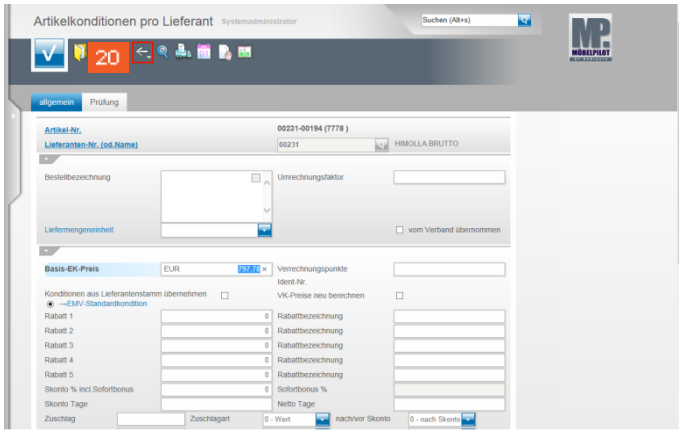 Artikelkonditionen pro Lieferant Systemadministrator Suchen (Alt+s)
MP.
MÖBELPILOT
20
allgemein Prüfung
Artikel-Nr. 00231-00194 (7778 )
Lieferanten-Nr. (od.Name) 00231 HIMOLLA BRUTTO
Bestellbezeichnung Umrechnungsfaktor
Liefermengeneinheit vom Verband übernommen
Basis-EK-Preis EUR 797,78 Verrechnungspunkte
Ident-Nr.
Konditionen aus Lieferantenstamm übernehmen VK-Preise neu berechnen
→EMV-Standardkondition
Rabatt 1 0 Rabattbezeichnung
Rabatt 2 0 Rabattbezeichnung
Rabatt 3 0 Rabattbezeichnung
Rabatt 4 0 Rabattbezeichnung
Rabatt 5 0 Rabattbezeichnung
Skonto % incl.Sofortbonus 0 Sofortbonus %
Skonto Tage Netto Tage
Zuschlag Zuschlagart 0 - Wert nach/vor Skonto 0 - nach Skonto